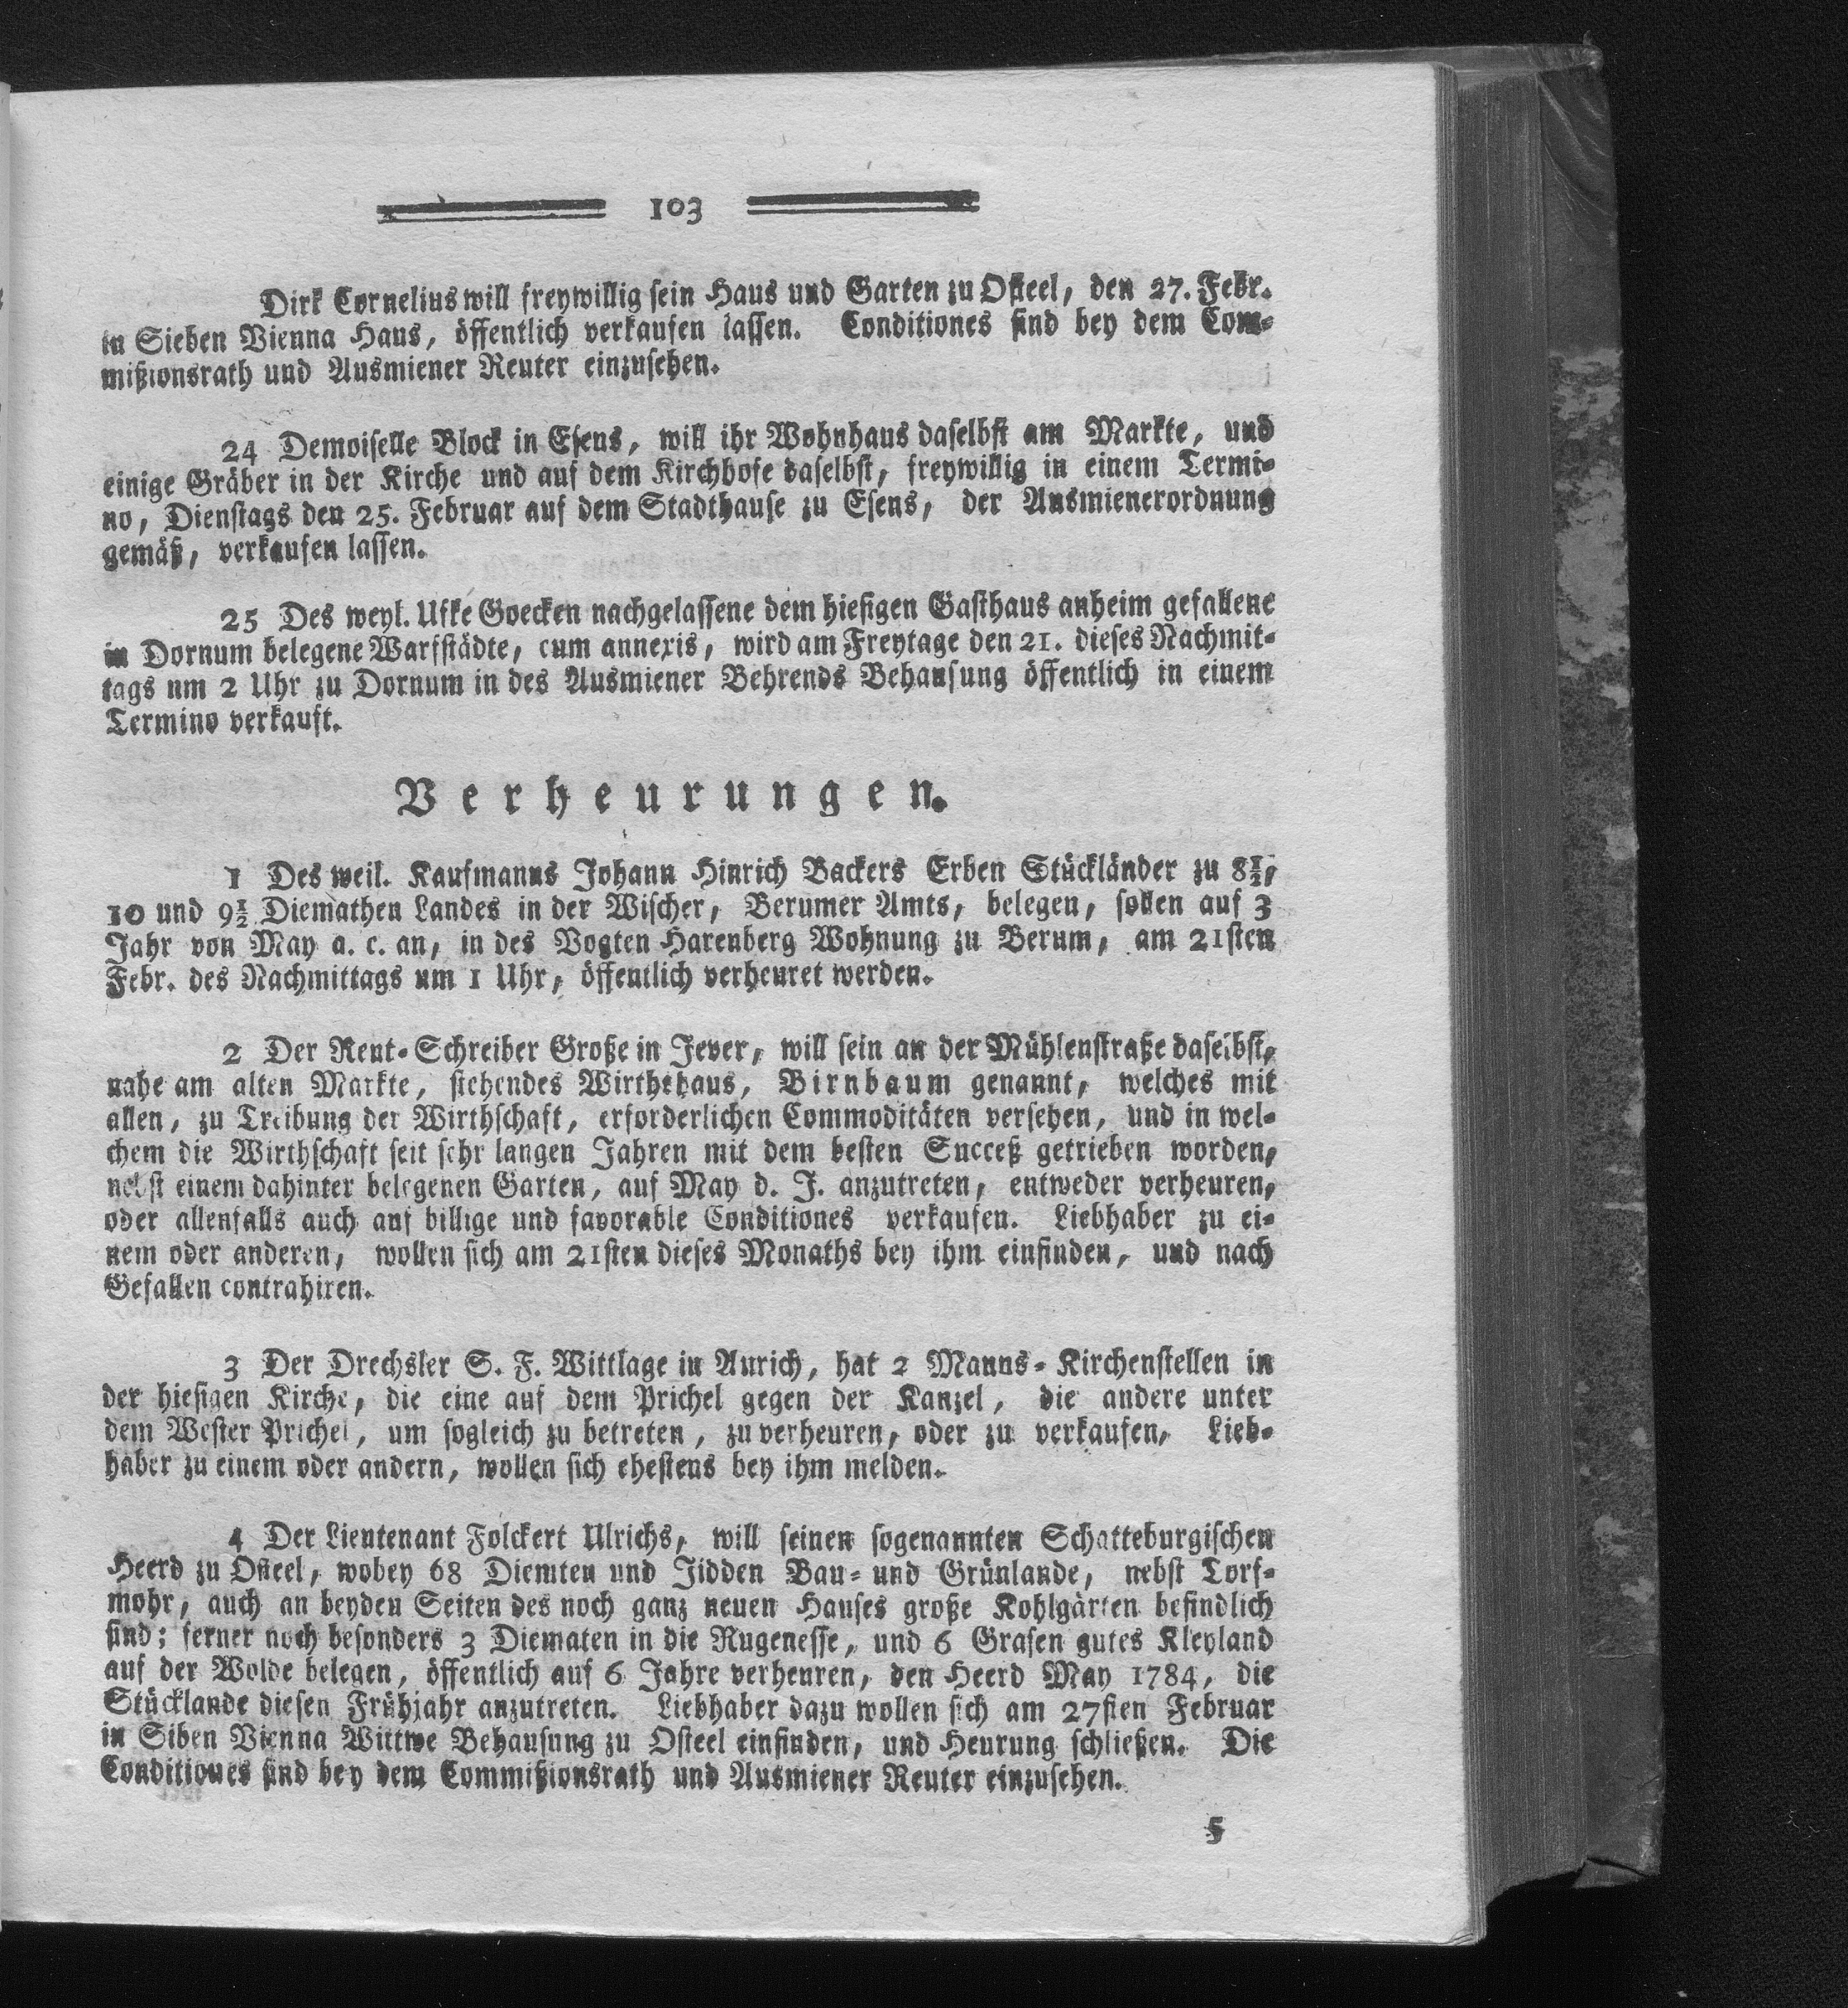 103
Dirk Cornelius will freywillig sein Haus und Garten zu Osteel, den 27. Febr.
in Sieben Vienna Haus, öffentlich verkaufen lassen. Conditiones sind bey dem Com-
mißionsrath und Ausmiener Reuter einzusehen.
24 Demoiselle Block in Esens, will ihr Wohnhaus daselbst am Markte, und
einige Gräber in der Kirche und auf dem Kirchhofe daselbst, freywillig in einem Termi-
no, Dienstags den 25. Februar auf dem Stadthause zu Esens, der Ausmienerordnung
gemäß, verkaufen lassen.
25 Des weyl. Ufke Goecken nachgelassene dem hiesigen Gasthaus anheim gefallene
in Dornum belegene Warfstädte, cum annexis, wird am Freytage den 21. dieses Nachmit-
tags um 2 Uhr zu Dornum in des Ausmiener Behrends Behausung öffentlich in einem
Termino verkauft.
Verheurungen.
1 Des weil. Kaufmanns Johann Hinrich Backers Erben Stückländer zu 8½,
10 und 9½ Diemathen Landes in der Wischer, Berumer Amts, belegen, sollen auf 3
Jahr von May a. c. an, in des Vogten Harenberg Wohnung zu Berum, am 21sten
Febr. des Nachmittags um 1 Uhr, öffentlich verheuret werden.
2 Der Rent-Schreiber Große in Jever, will sein an der Mühlenstraße daselbst,
nahe am alten Markte, stehendes Wirthshaus, Birnbaum genannt, welches mit
allen, zu Treibung der Wirthschaft, erforderlichen Commoditäten versehen, und in wel-
chem die Wirthschaft seit sehr langen Jahren mit dem besten Succeß getrieben worden,
nebst einem dahinter belegenen Garten, auf May d. J. anzutreten, entweder verheuren,
oder allenfalls auch auf billige und favorable Conditiones verkaufen. Liebhaber zu ei-
nem oder anderen, wollen sich am 21sten dieses Monaths bey ihm einfinden, und nach
Gefallen contrahiren.
3 Der Drechsler S. F. Wittlage in Aurich, hat 2 Manns-Kirchenstellen in
der hiesigen Kirche, die eine auf dem Prichel gegen der Kanzel, die andere unter
dem Wester Prichel, um sogleich zu betreten, zu verheuren, oder zu verkaufen, Lieb-
haber zu einem oder andern, wollen sich ehestens bey ihm melden.
4 Der Lieutenant Folckert Ulrichs, will seinen sogenannten Schatteburgischen
Heerd zu Osteel, wobey 68 Diemten und Jidden Bau- und Grünlande, nebst Torf-
mohr, auch an beyden Seiten des noch ganz neuen Hauses große Kohlgärten befindlich
sind; ferner noch besonders 3 Diematen in die Rugenesse, und 6 Grasen gutes Kleyland
auf der Wolde belegen, öffentlich auf 6 Jahre verheuren, den Heerd May 1784, die
Stücklande diesen Frühjahr anzutreten. Liebhaber dazu wollen sich am 27sten Februar
in Siben Vienna Wittwe Behausung zu Osteel einfinden, und Heurung schließen. Die
Conditiones sind bey dem Commißionsrath und Ausmiener Reuter einzusehen.
5